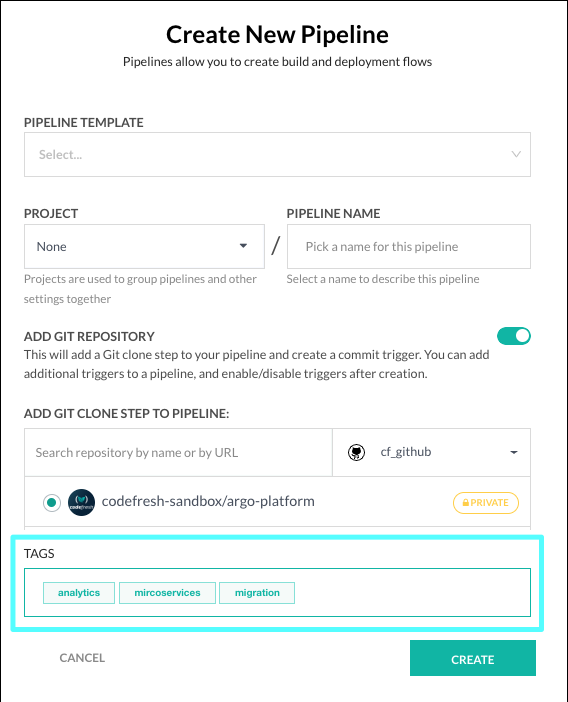 Create New Pipeline
Pipelines allow you to create build and deployment flows
PIPELINE TEMPLATE
Select...
PROJECT
PIPELINE NAME
None
/
Pick a name for this pipeline
Projects are used to group pipelines and other
settings together
Select a name to describe this pipeline
ADD GIT REPOSITORY
This will add a Git clone step to your pipeline and create a commit trigger. You can add
additional triggers to a pipeline, and enable/disable triggers after creation.
ADD GIT CLONE STEP TO PIPELINE:
Search repository by name or by URL
cf_github
codefresh
codefresh-sandbox/argo-platform
PRIVATE
TAGS
analytics mircoservices migration
CANCEL
CREATE